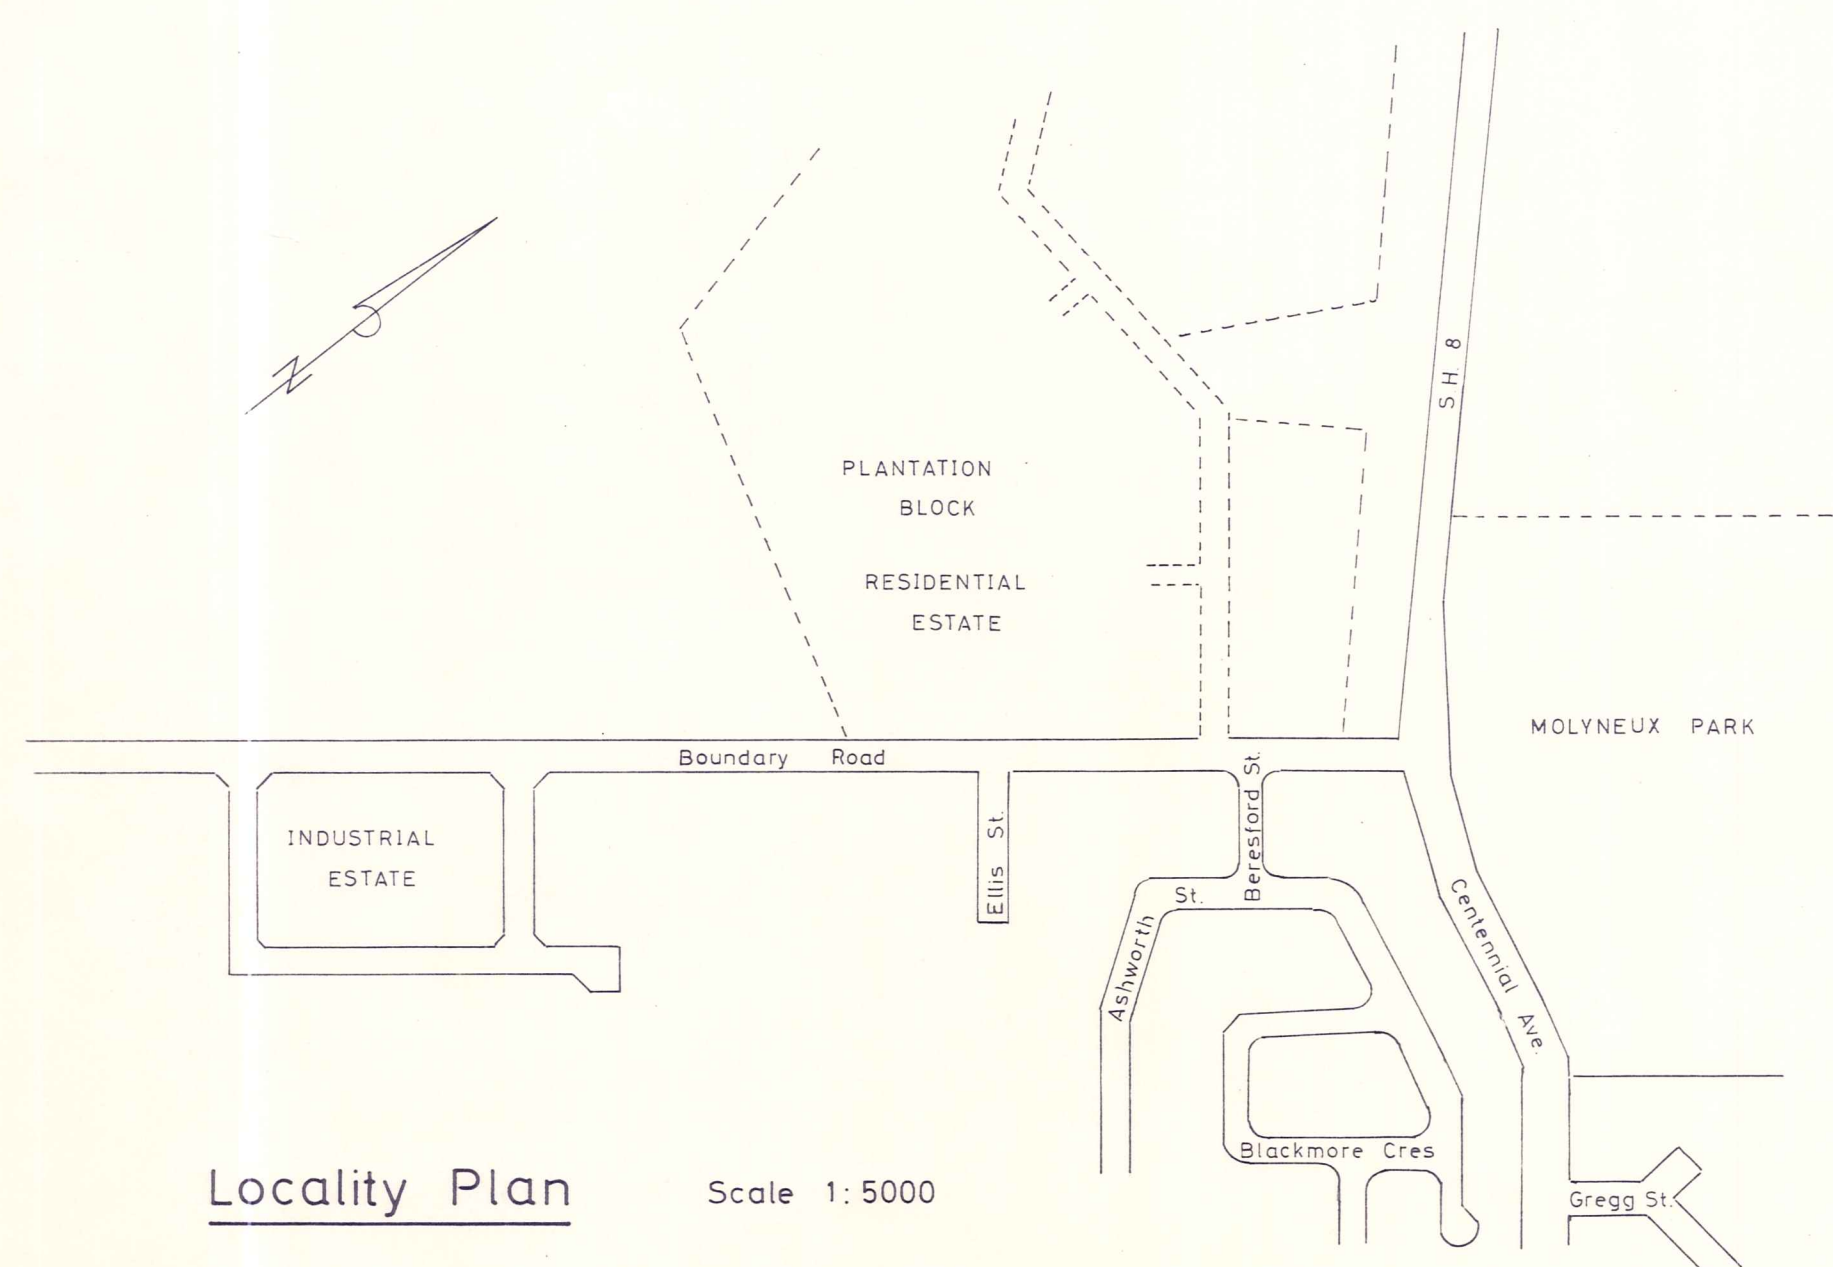 N
S.H. 8
PLANTATION
BLOCK
RESIDENTIAL
ESTATE
MOLYNEUX PARK
Boundary Road
INDUSTRIAL
ESTATE
Ellis St.
Beresford St.
Ashworth St.
Centennial Ave.
Blackmore Cres
Gregg St.
Locality Plan
Scale 1:5000